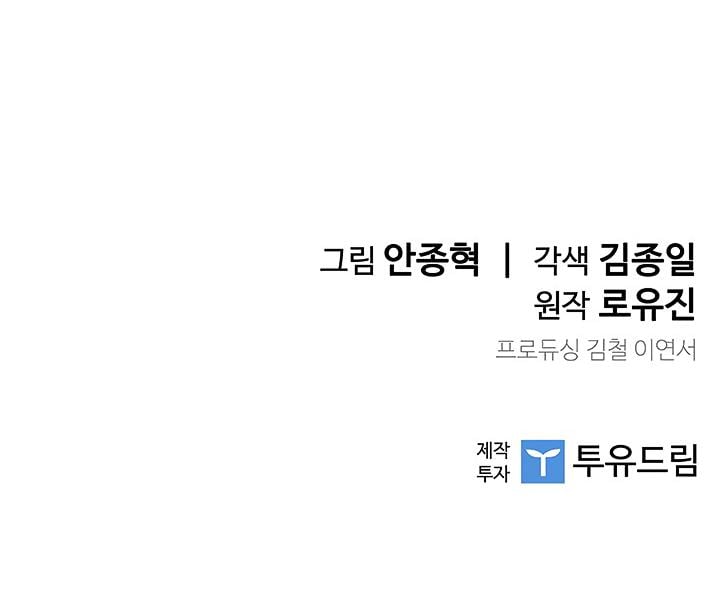 그림 안종혁 | 각색 김종일
원작 로유진
프로듀싱 김철 이연서
제작
투자
투유드림